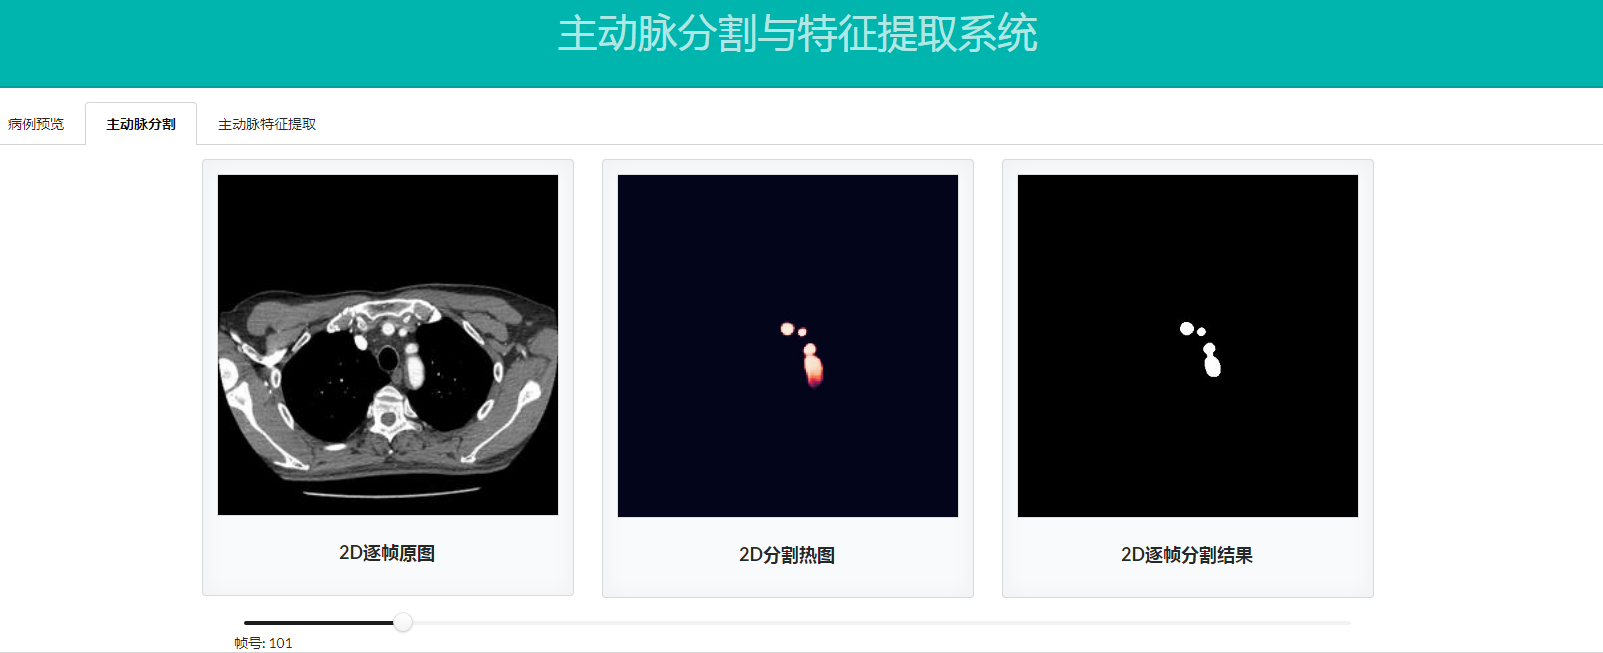 主动脉分割与特征提取系统
病例预览
主动脉分割
主动脉特征提取
2D逐帧原图
2D分割热图
2D逐帧分割结果
帧号: 101